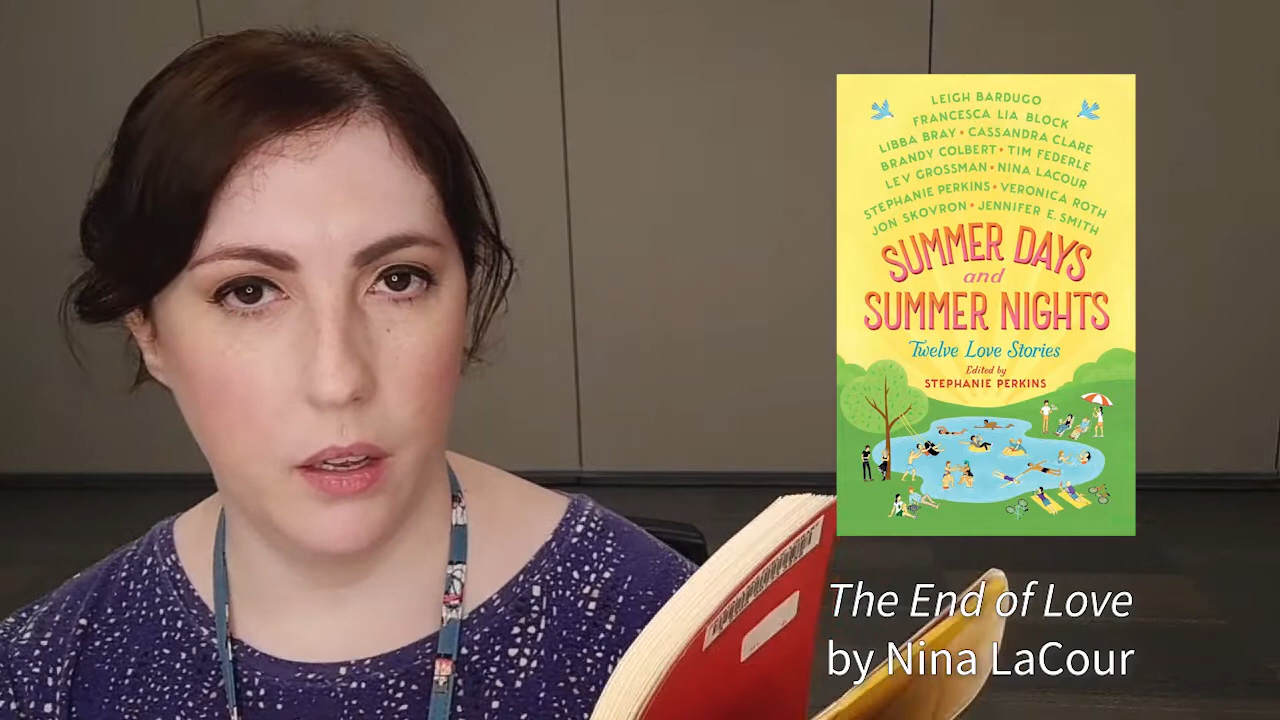 LEIGH BARDUGO
FRANCESCA LIA BLOCK
LIBBA BRAY • CASSANDRA CLARE
BRANDY COLBERT • TIM FEDERLE
LEV GROSSMAN • NINA LACOUR
STEPHANIE PERKINS • VERONICA ROTH
JON SKOVRON • JENNIFER E. SMITH
SUMMER DAYS
and
SUMMER NIGHTS
Twelve Love Stories
Edited by
STEPHANIE PERKINS
The End of Love
by Nina LaCour